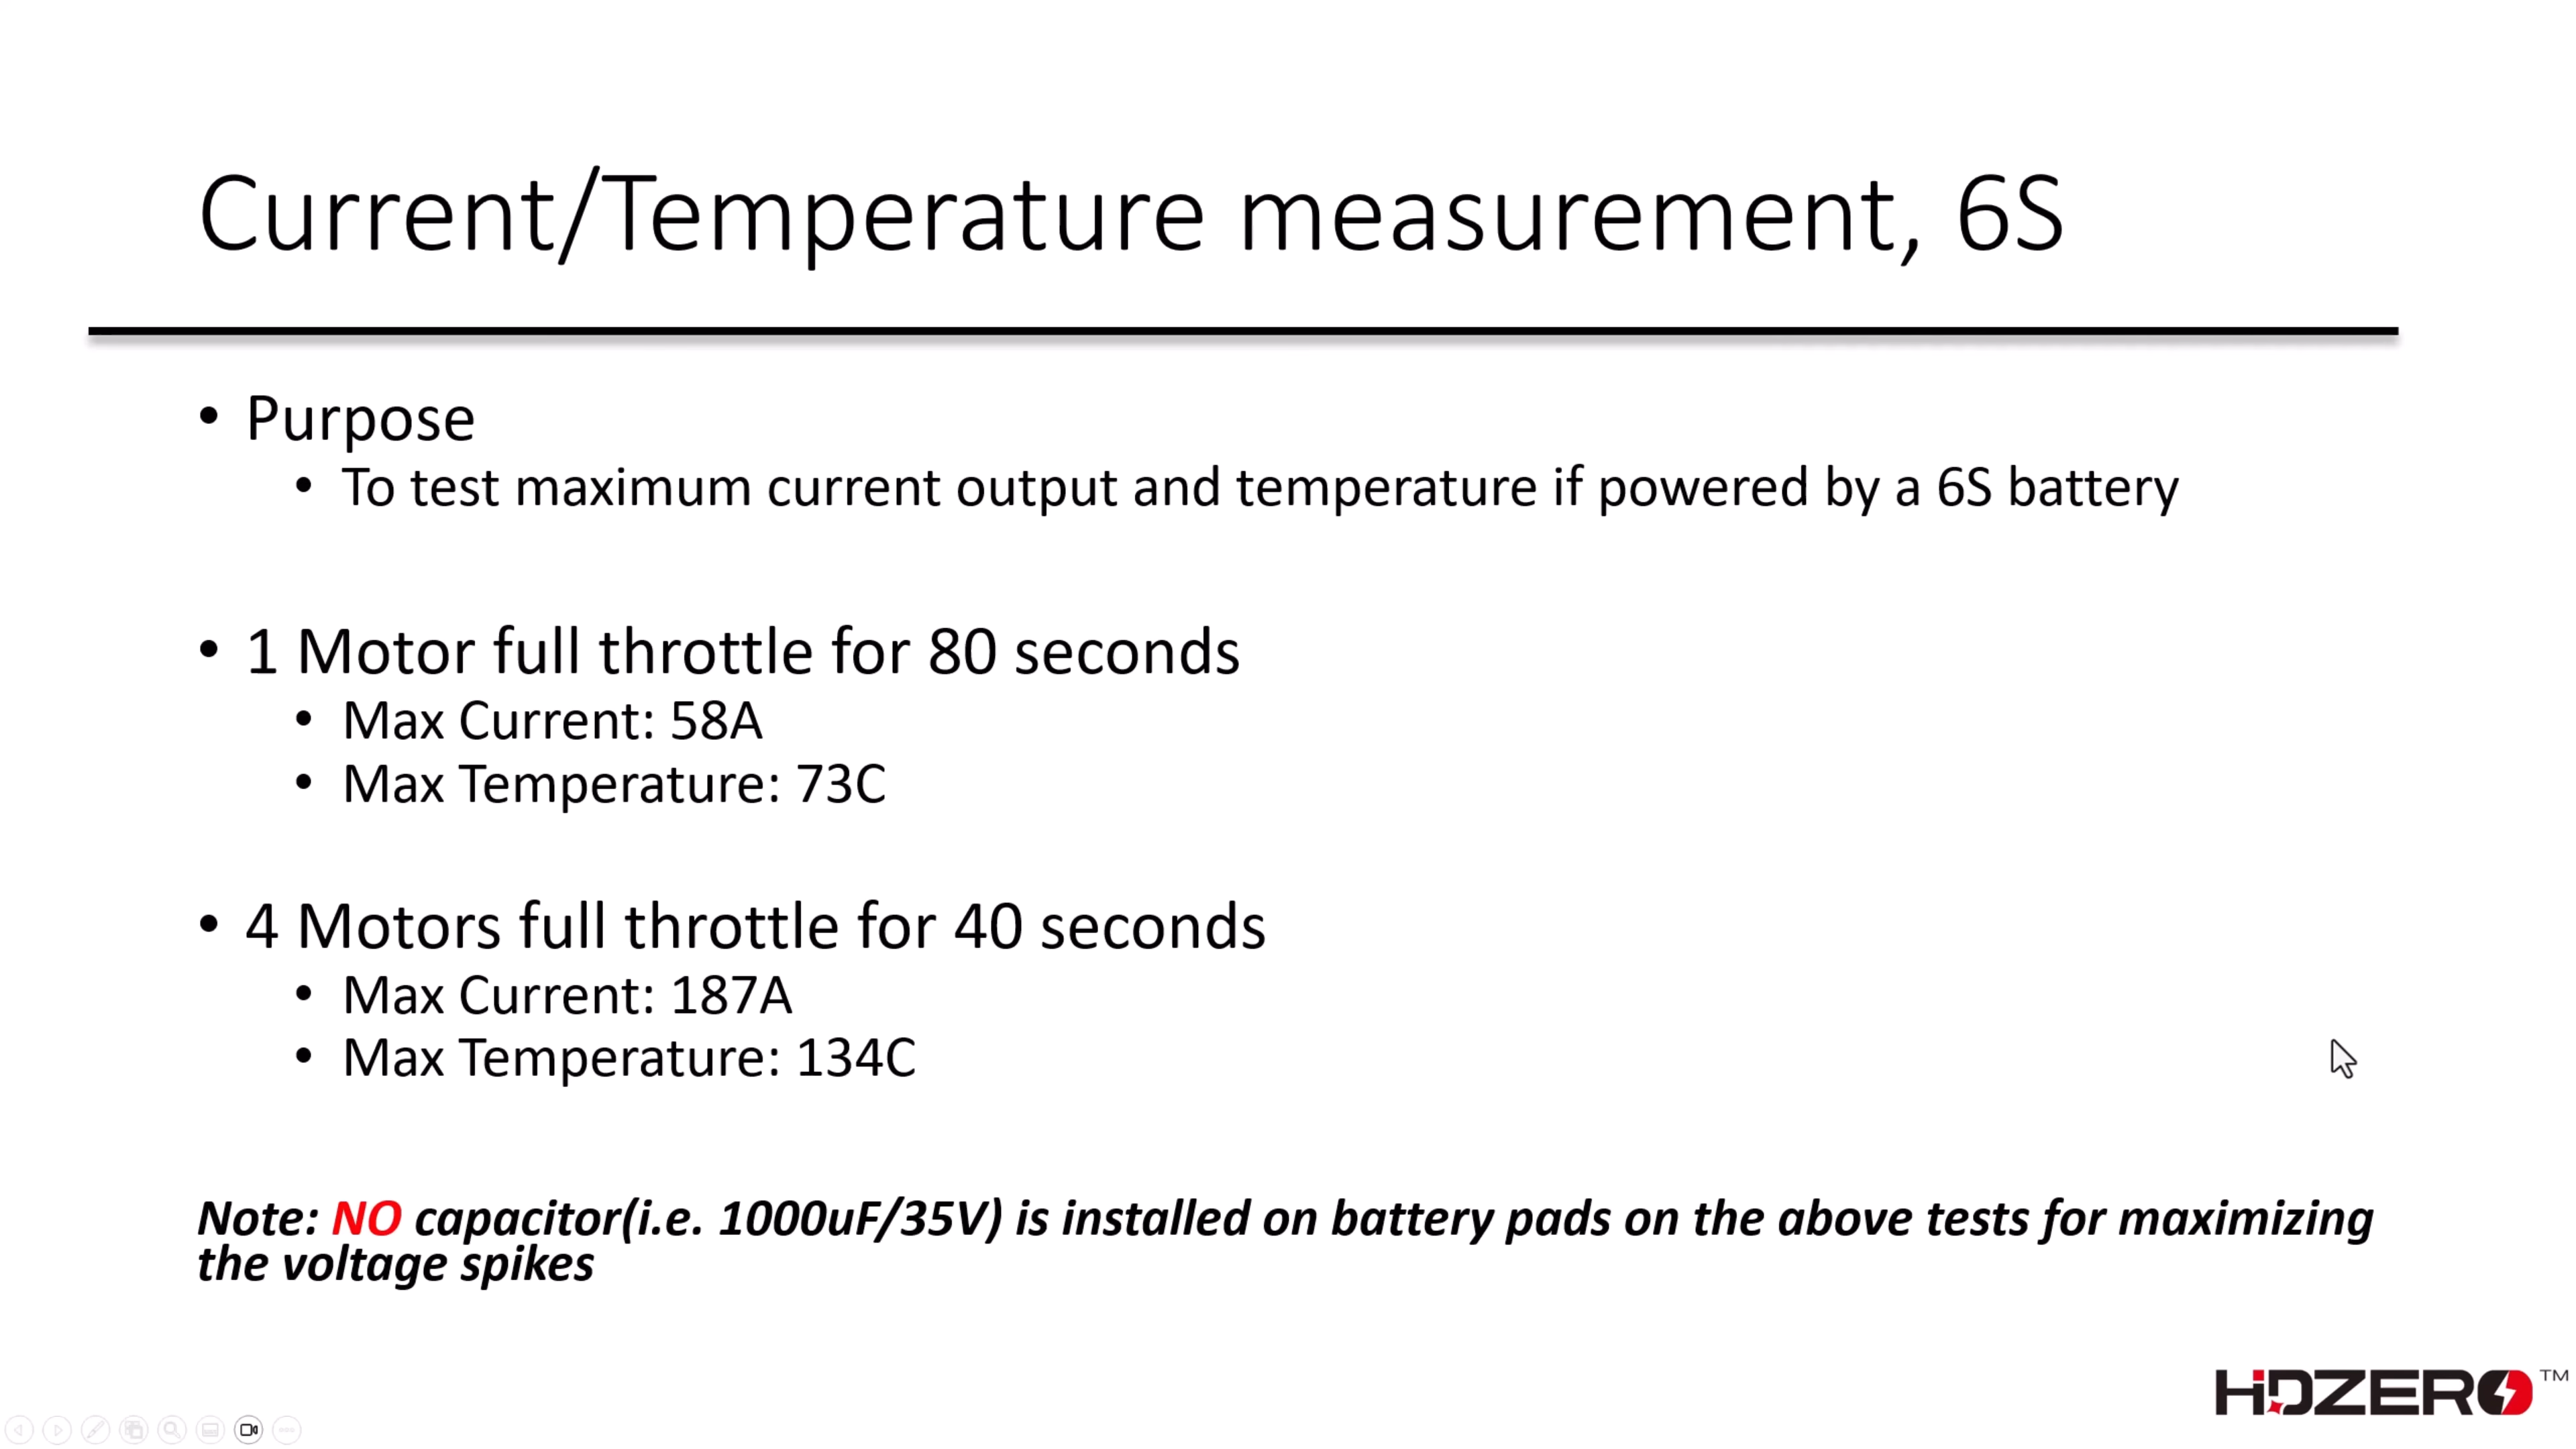 Current/Temperature measurement, 6S
• Purpose
• To test maximum current output and temperature if powered by a 6S battery
• 1 Motor full throttle for 80 seconds
• Max Current: 58A
• Max Temperature: 73C
• 4 Motors full throttle for 40 seconds
• Max Current: 187A
• Max Temperature: 134C
Note: NO capacitor(i.e. 1000uF/35V) is installed on battery pads on the above tests for maximizing
the voltage spikes
HDZERO™